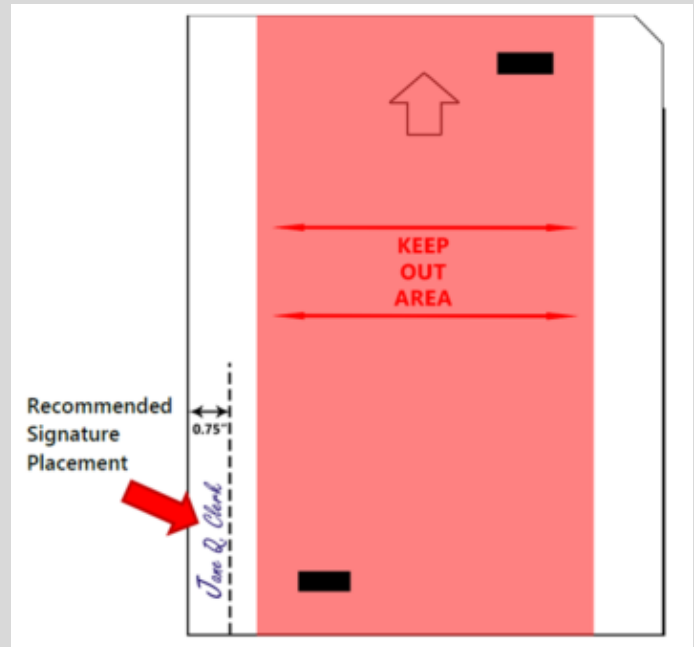 KEEP
OUT
AREA
Recommended
Signature
Placement
0.75"
Jane Q. Clerk